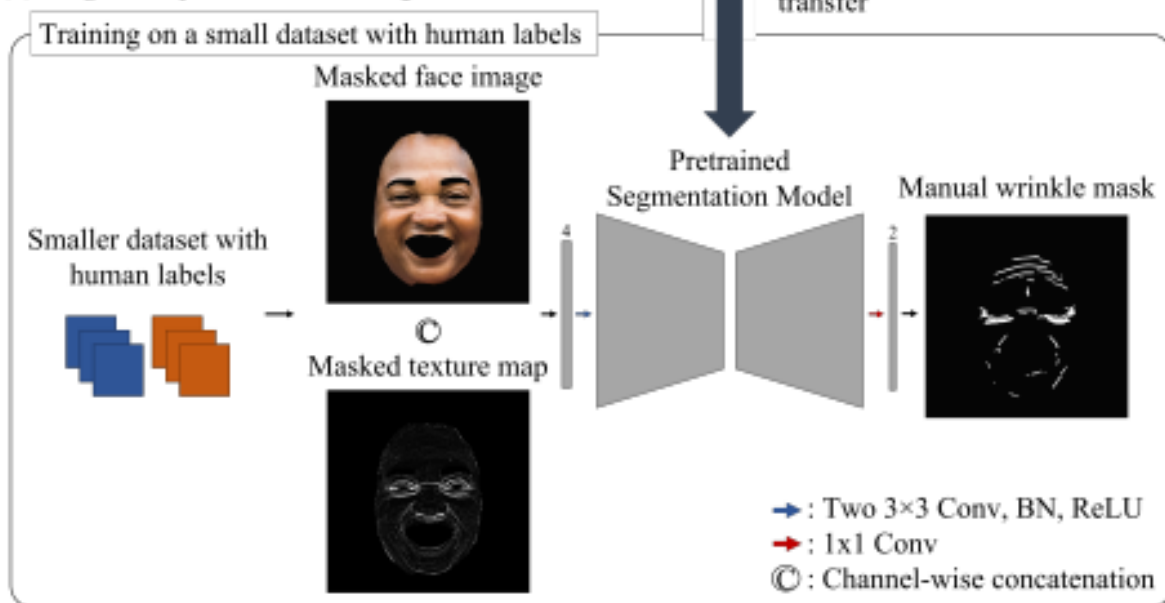 transfer
Training on a small dataset with human labels
Masked face image
Pretrained
Segmentation Model
Manual wrinkle mask
Smaller dataset with
human labels
4
2
©
Masked texture map
: Two 3×3 Conv, BN, ReLU
: 1x1 Conv
© : Channel-wise concatenation